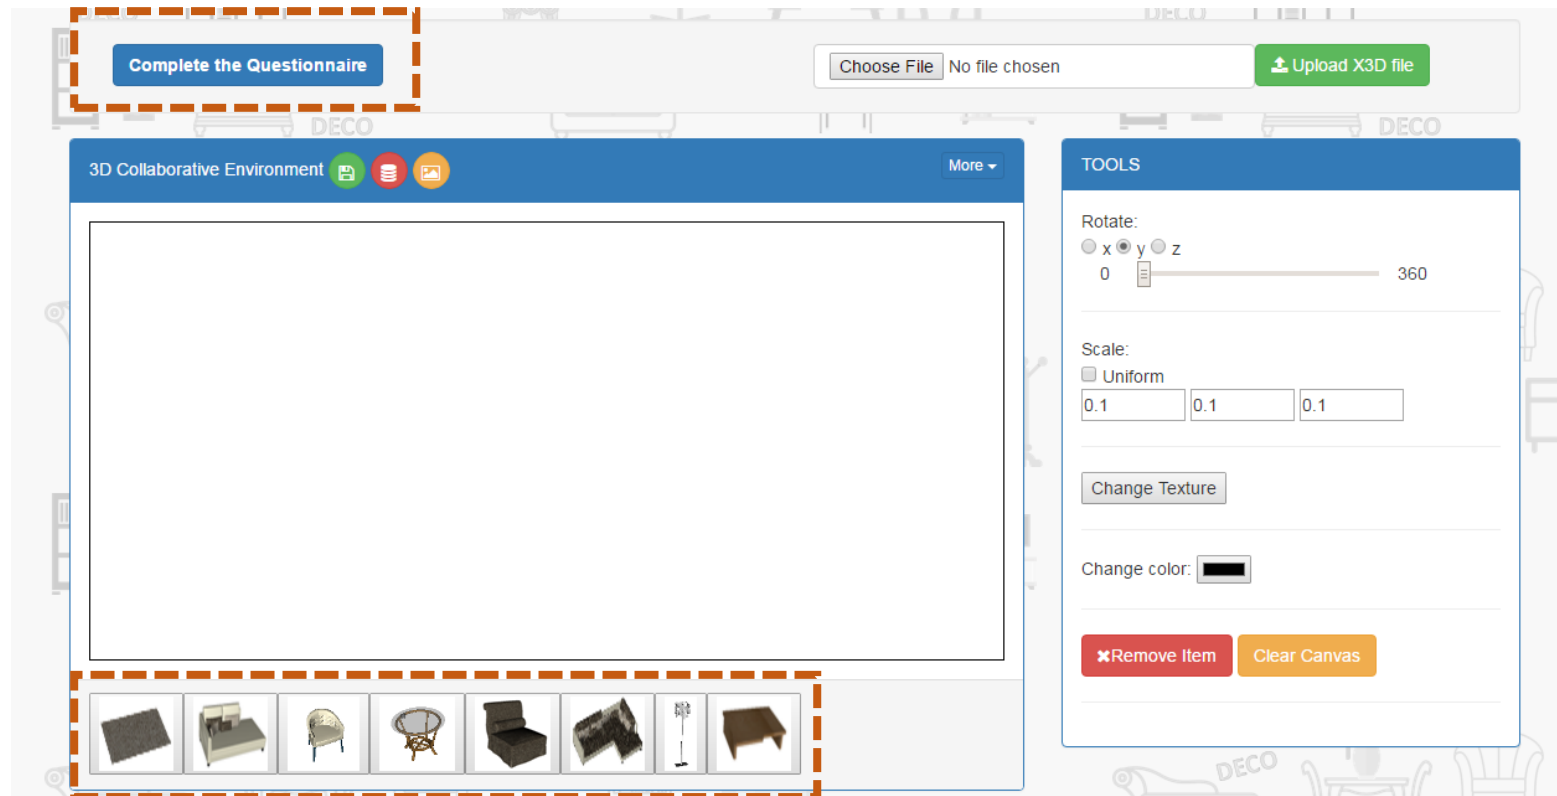 DECO
Complete the Questionnaire
Choose File No file chosen
Upload X3D file
DECO
DECO
3D Collaborative Environment
More
TOOLS
Rotate:
x y z
0 360
Scale:
Uniform
0.1 0.1 0.1
Change Texture
Change color:
Remove Item Clear Canvas
DECO